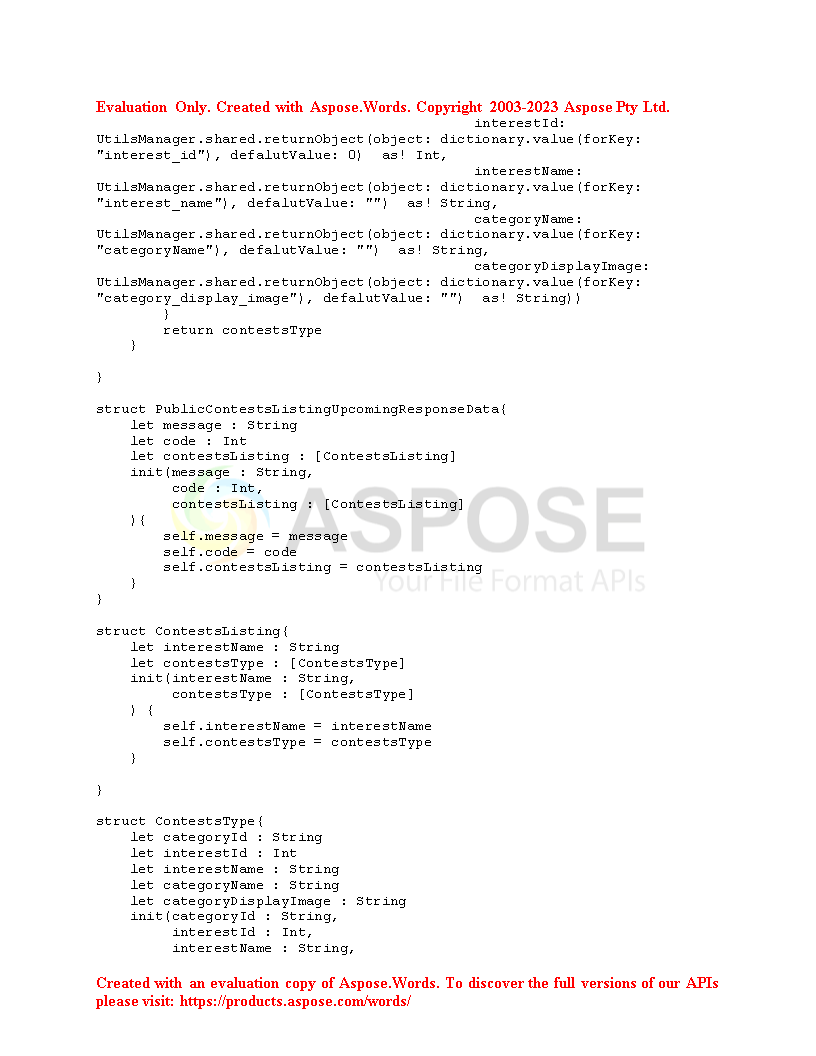 Evaluation Only. Created with Aspose.Words. Copyright 2003-2023 Aspose Pty Ltd.
                                             interestId:
UtilsManager.shared.returnObject(object: dictionary.value(forKey:
"interest_id"), defalutValue: 0)  as! Int,
                                             interestName:
UtilsManager.shared.returnObject(object: dictionary.value(forKey:
"interest_name"), defalutValue: "")  as! String,
                                             categoryName:
UtilsManager.shared.returnObject(object: dictionary.value(forKey:
"categoryName"), defalutValue: "")  as! String,
                                             categoryDisplayImage:
UtilsManager.shared.returnObject(object: dictionary.value(forKey:
"category_display_image"), defalutValue: "")  as! String))
        }
        return contestsType
    }

}

struct PublicContestsListingUpcomingResponseData{
    let message : String
    let code : Int
    let contestsListing : [ContestsListing]
    init(message : String,
         code : Int,
         contestsListing : [ContestsListing]
    ){
        self.message = message
        self.code = code
        self.contestsListing = contestsListing
    }
}
ASPOSE
Your File Format APIs

struct ContestsListing{
    let interestName : String
    let contestsType : [ContestsType]
    init(interestName : String,
         contestsType : [ContestsType]
    ) {
        self.interestName = interestName
        self.contestsType = contestsType
    }

}

struct ContestsType{
    let categoryId : String
    let interestId : Int
    let interestName : String
    let categoryName : String
    let categoryDisplayImage : String
    init(categoryId : String,
         interestId : Int,
         interestName : String,
Created with an evaluation copy of Aspose.Words. To discover the full versions of our APIs
please visit: https://products.aspose.com/words/